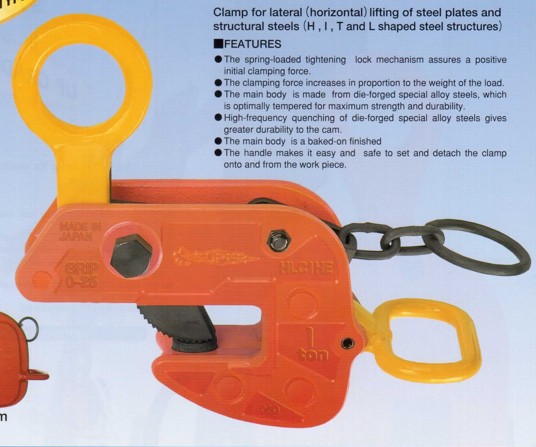 Clamp for lateral (horizontal) lifting of steel plates and
structural steels (H, I, T and L shaped steel structures)
■FEATURES
●The spring-loaded tightening lock mechanism assures a positive
initial clamping force.
●The clamping force increases in proportion to the weight of the load.
●The main body is made from die-forged special alloy steels, which
is optimally tempered for maximum strength and durability.
●High-frequency quenching of die-forged special alloy steels gives
greater durability to the cam.
●The main body is a baked-on finished
●The handle makes it easy and safe to set and detach the clamp
onto and from the work piece.
MADE IN
JAPAN
GRIP
0-25
SUPER
HLC1HE
1
ton
m